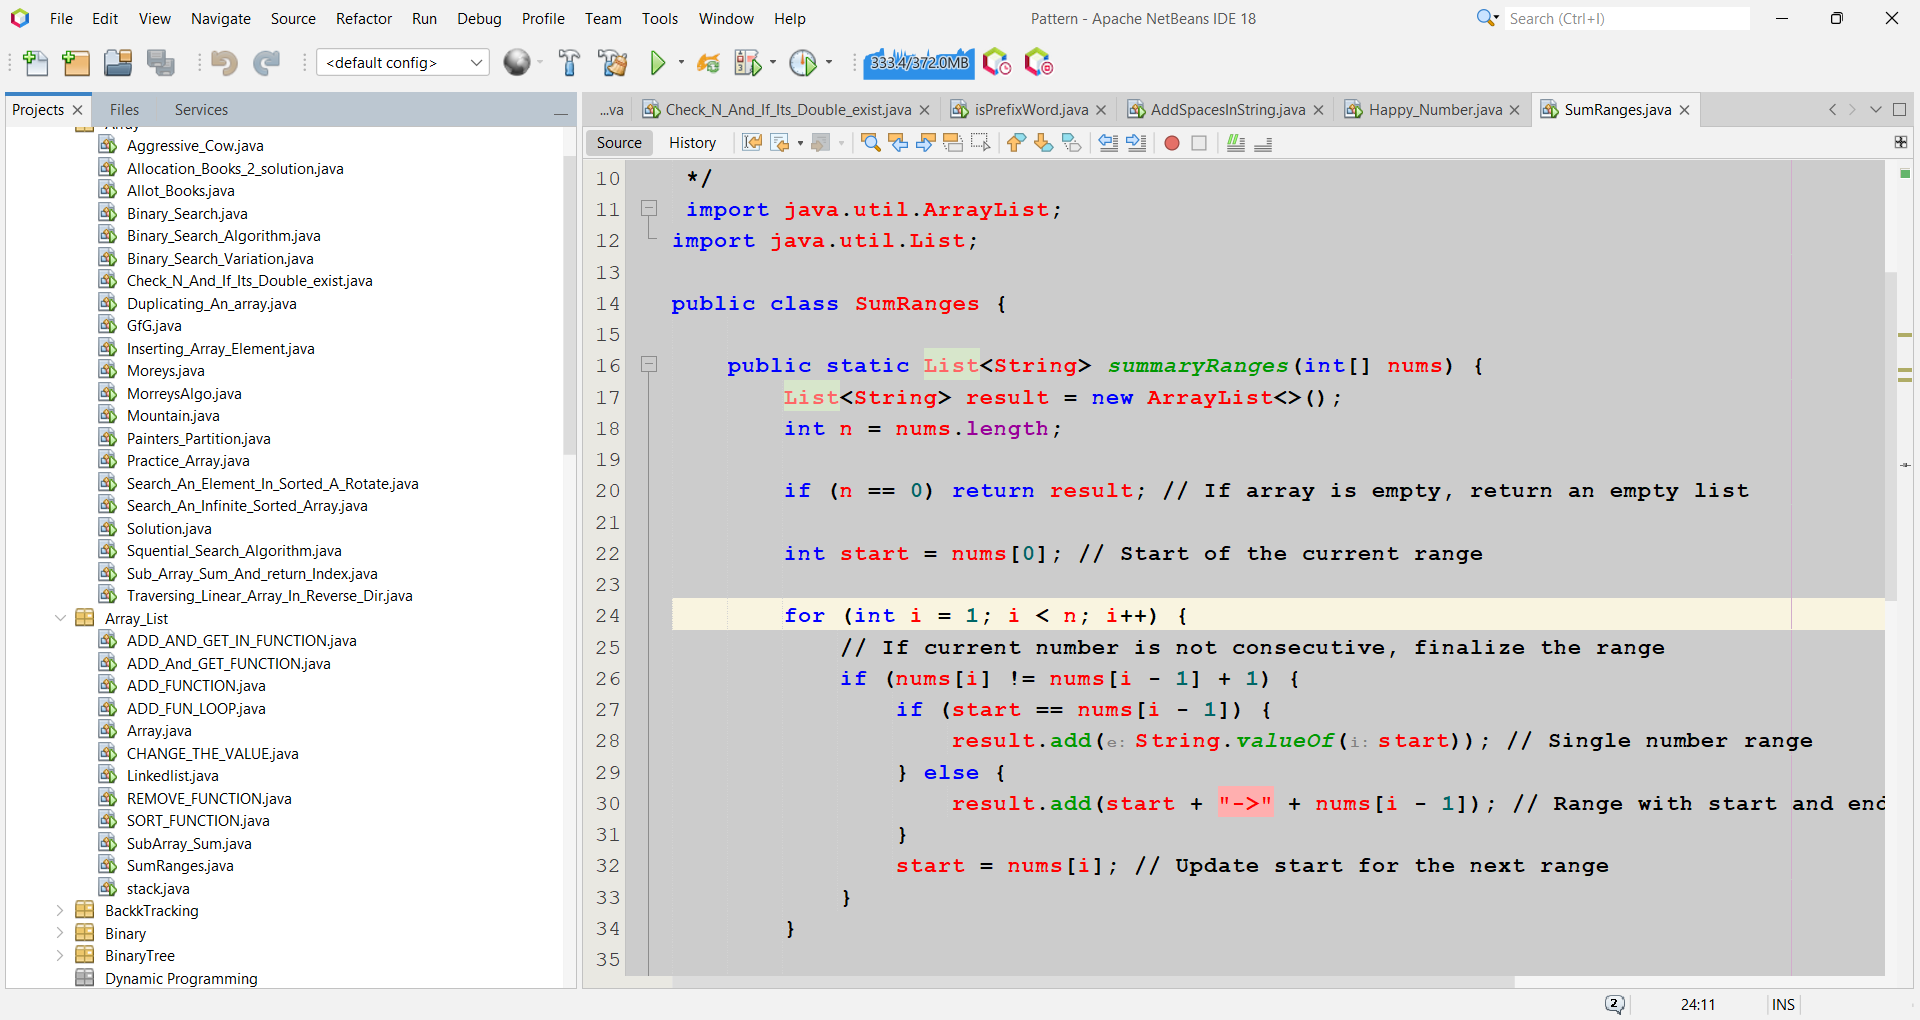 File Edit View Navigate Source Refactor Run Debug Profile Team Tools Window Help
Pattern - Apache NetBeans IDE 18
Search (Ctrl+I)
<default config>
333.4/372.0MB
Projects Files Services
Array
Aggressive_Cow.java
Allocation_Books_2_solution.java
Allot_Books.java
Binary_Search.java
Binary_Search_Algorithm.java
Binary_Search_Variation.java
Check_N_And_If_Its_Double_exist.java
Duplicating_An_array.java
GfG.java
Inserting_Array_Element.java
Moreys.java
MorreysAlgo.java
Mountain.java
Painters_Partition.java
Practice_Array.java
Search_An_Element_In_Sorted_A_Rotate.java
Search_An_Infinite_Sorted_Array.java
Solution.java
Squential_Search_Algorithm.java
Sub_Array_Sum_And_return_Index.java
Traversing_Linear_Array_In_Reverse_Dir.java
Array_List
ADD_AND_GET_IN_FUNCTION.java
ADD_And_GET_FUNCTION.java
ADD_FUNCTION.java
ADD_FUN_LOOP.java
Array.java
CHANGE_THE_VALUE.java
Linkedlist.java
REMOVE_FUNCTION.java
SORT_FUNCTION.java
SubArray_Sum.java
SumRanges.java
stack.java
BackkTracking
Binary
BinaryTree
Dynamic Programming
...va Check_N_And_If_Its_Double_exist.java isPrefixWord.java AddSpacesInString.java Happy_Number.java SumRanges.java
Source History
10 */
11 import java.util.ArrayList;
12 import java.util.List;
13
14 public class SumRanges {
15
16 public static List<String> summaryRanges(int[] nums) {
17 List<String> result = new ArrayList<>();
18 int n = nums.length;
19
20 if (n == 0) return result; // If array is empty, return an empty list
21
22 int start = nums[0]; // Start of the current range
23
24 for (int i = 1; i < n; i++) {
25 // If current number is not consecutive, finalize the range
26 if (nums[i] != nums[i - 1] + 1) {
27 if (start == nums[i - 1]) {
28 result.add(e: String.valueOf(i: start)); // Single number range
29 } else {
30 result.add(start + "->" + nums[i - 1]); // Range with start and end
31 }
32 start = nums[i]; // Update start for the next range
33 }
34 }
35
2 24:11 INS